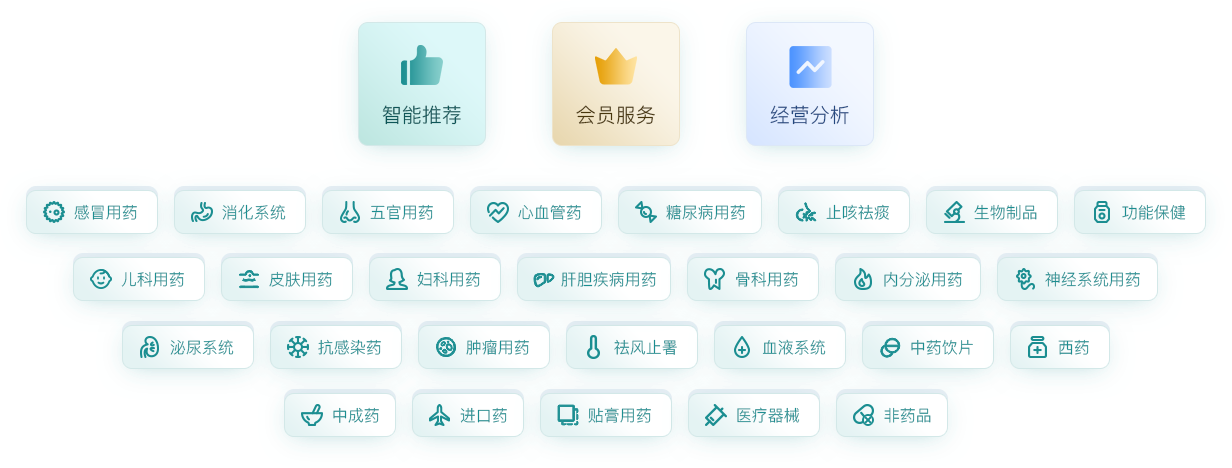 智能推荐 会员服务 经营分析
感冒用药 消化系统 五官用药 心血管药 糖尿病用药 止咳祛痰 生物制品 功能保健
儿科用药 皮肤用药 妇科用药 肝胆疾病用药 骨科用药 内分泌用药 神经系统用药
泌尿系统 抗感染药 肿瘤用药 祛风止署 血液系统 中药饮片 西药
中成药 进口药 贴膏用药 医疗器械 非药品